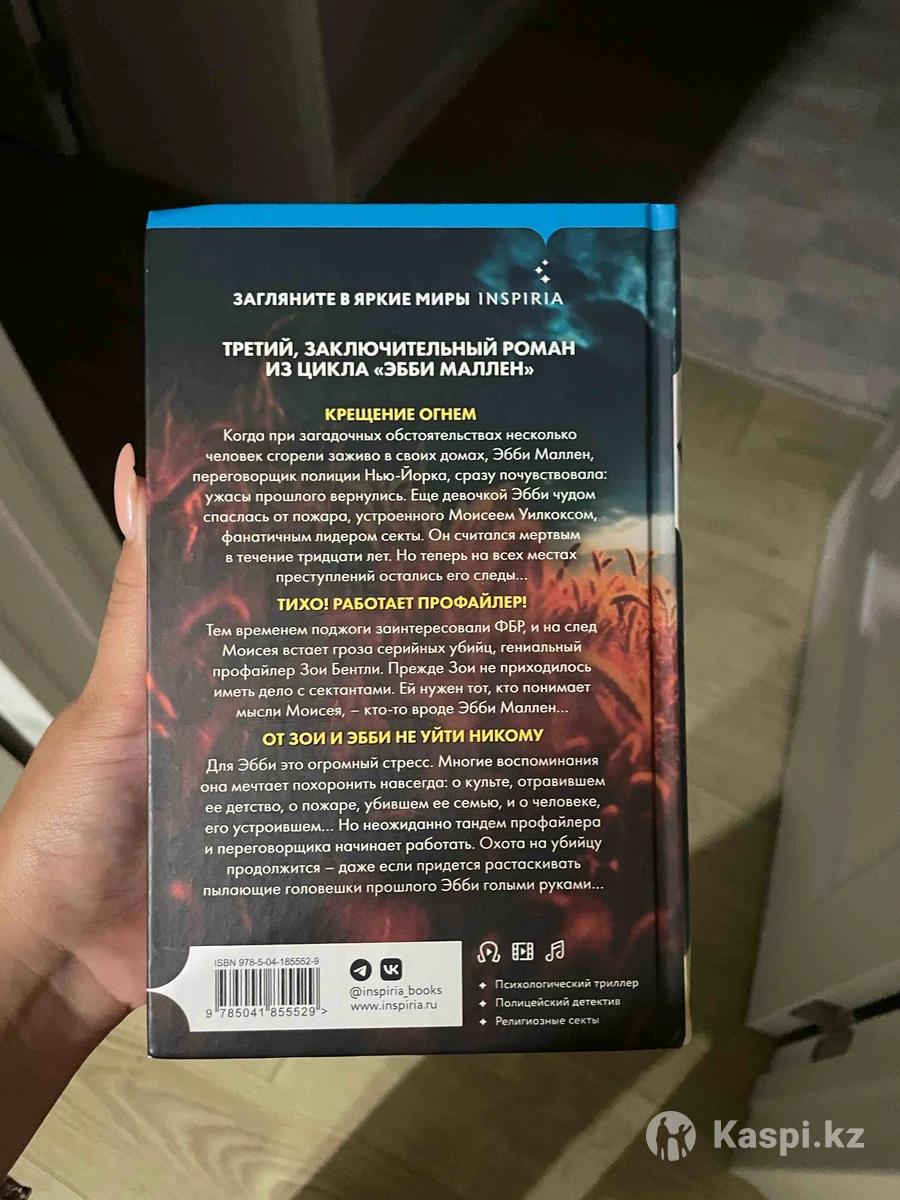 ЗАГЛЯНИТЕ В ЯРКИЕ МИРЫ INSPIRIA
ТРЕТИЙ, ЗАКЛЮЧИТЕЛЬНЫЙ РОМАН
ИЗ ЦИКЛА «ЭББИ МАЛЛЕН»
КРЕЩЕНИЕ ОГНЕМ
Когда при загадочных обстоятельствах несколько
человек сгорели заживо в своих домах, Эбби Маллен,
переговорщик полиции Нью-Йорка, сразу почувствовала:
ужасы прошлого вернулись. Еще девочкой Эбби чудом
спаслась от пожара, устроенного Моисеем Уилкоксом,
фанатичным лидером секты. Он считался мертвым
в течение тридцати лет. Но теперь на всех местах
преступлений остались его следы...
ТИХО! РАБОТАЕТ ПРОФАЙЛЕР!
Тем временем поджоги заинтересовали ФБР, и на след
Моисея встает гроза серийных убийц, гениальный
профайлер Зои Бентли. Прежде Зои не приходилось
иметь дело с сектантами. Ей нужен тот, кто понимает
мысли Моисея, – кто-то вроде Эбби Маллен...
ОТ ЗОИ И ЭББИ НЕ УЙТИ НИКОМУ
Для Эбби это огромный стресс. Многие воспоминания
она мечтает похоронить навсегда: о культе, отравившем
ее детство, о пожаре, убившем ее семью, и о человеке,
его устроившем... Но неожиданно тандем профайлера
и переговорщика начинает работать. Охота на убийцу
продолжится – даже если придется растаскивать
пылающие головешки прошлого Эбби голыми руками...
ISBN 978-5-04-185552-9
9 785041 855529 >
@inspiria_books
www.inspiria.ru
Психологический триллер
Полицейский детектив
Религиозные секты
Kaspi.kz